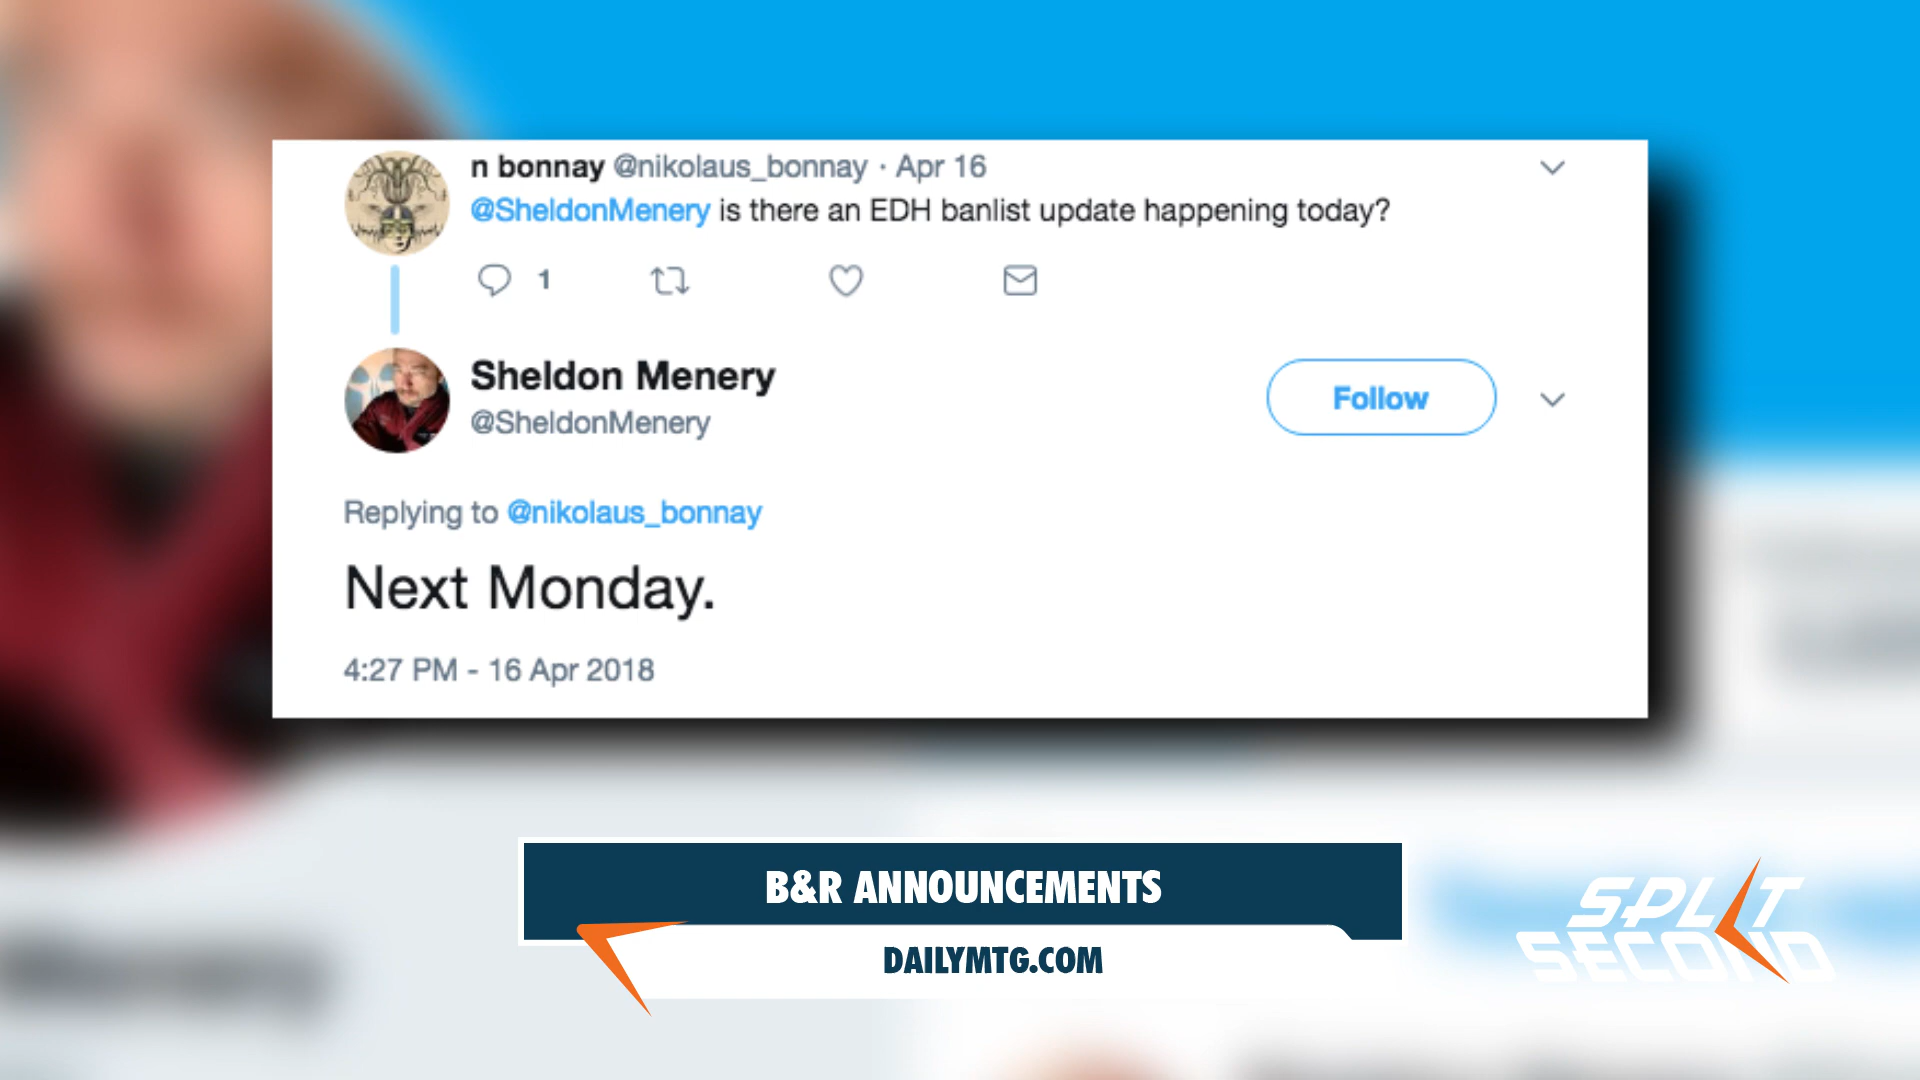 n bonnay @nikolaus_bonnay · Apr 16
@SheldonMenery is there an EDH banlist update happening today?
1
Sheldon Menery
@SheldonMenery
Follow
Replying to @nikolaus_bonnay
Next Monday.
4:27 PM - 16 Apr 2018
B&R ANNOUNCEMENTS
DAILYMTG.COM
SPLIT
SECOND